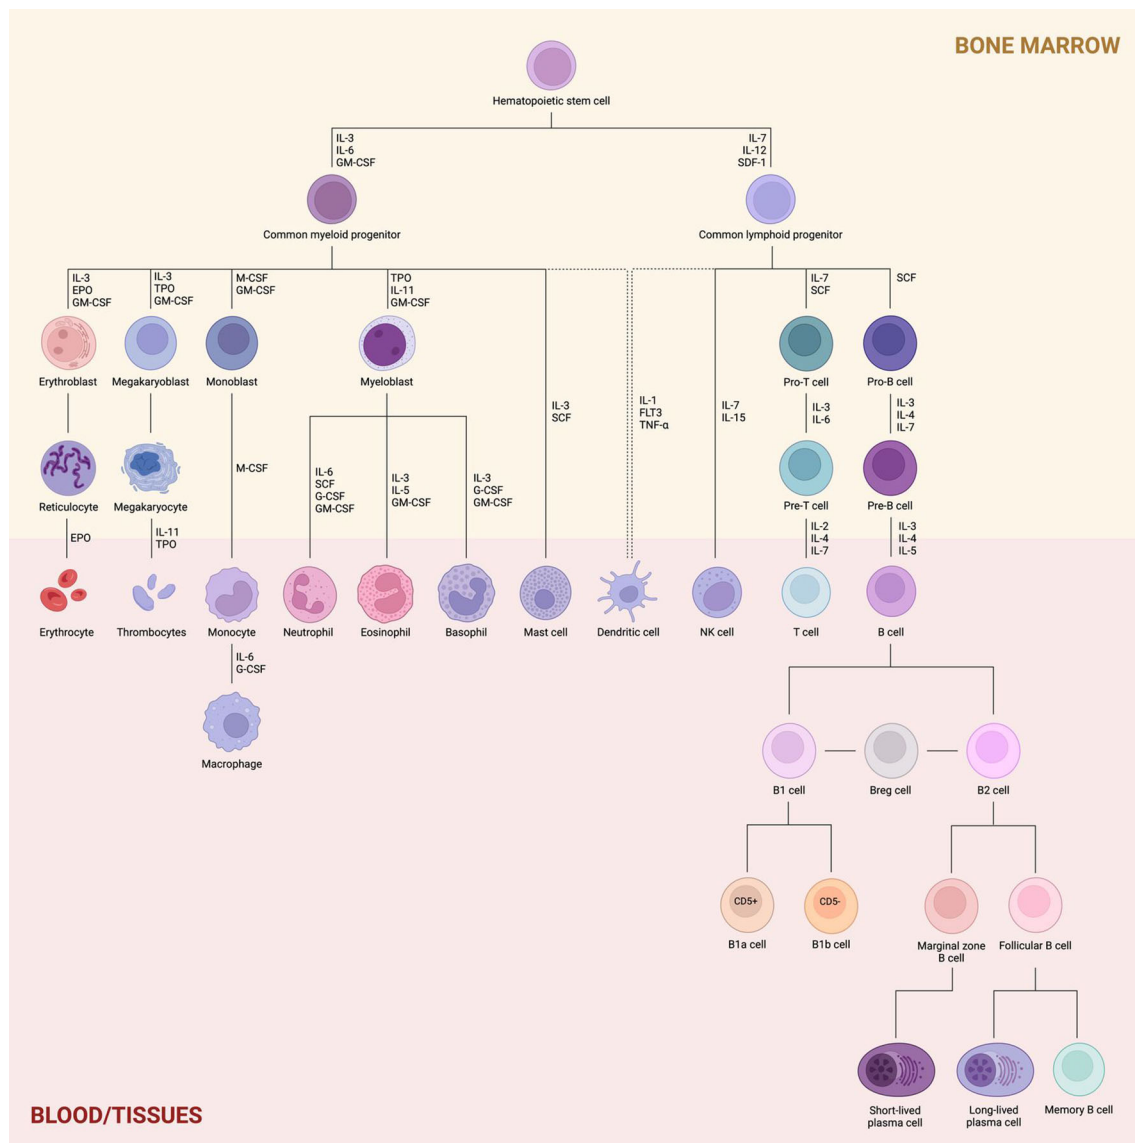 BONE MARROW
Hematopoietic stem cell
IL-3
IL-6
GM-CSF
IL-7
IL-12
SDF-1
Common myeloid progenitor
Common lymphoid progenitor
IL-3
EPO
GM-CSF
IL-3
TPO
GM-CSF
M-CSF
GM-CSF
TPO
IL-11
GM-CSF
IL-7
SCF
SCF
Erythroblast
Megakaryoblast
Monoblast
Myeloblast
Pro-T cell
Pro-B cell
IL-3
SCF
IL-1
FLT3
TNF-α
IL-7
IL-15
IL-3
IL-6
IL-3
IL-4
IL-7
M-CSF
IL-6
SCF
G-CSF
GM-CSF
IL-3
IL-5
GM-CSF
IL-3
G-CSF
GM-CSF
Reticulocyte
Megakaryocyte
Pre-T cell
Pre-B cell
EPO
IL-11
TPO
IL-2
IL-4
IL-7
IL-3
IL-4
IL-5
Erythrocyte
Thrombocytes
Monocyte
Neutrophil
Eosinophil
Basophil
Mast cell
Dendritic cell
NK cell
T cell
B cell
IL-6
G-CSF
Macrophage
B1 cell
Breg cell
B2 cell
CD5+
CD5-
B1a cell
B1b cell
Marginal zone
B cell
Follicular B cell
Short-lived
plasma cell
Long-lived
plasma cell
Memory B cell
BLOOD/TISSUES